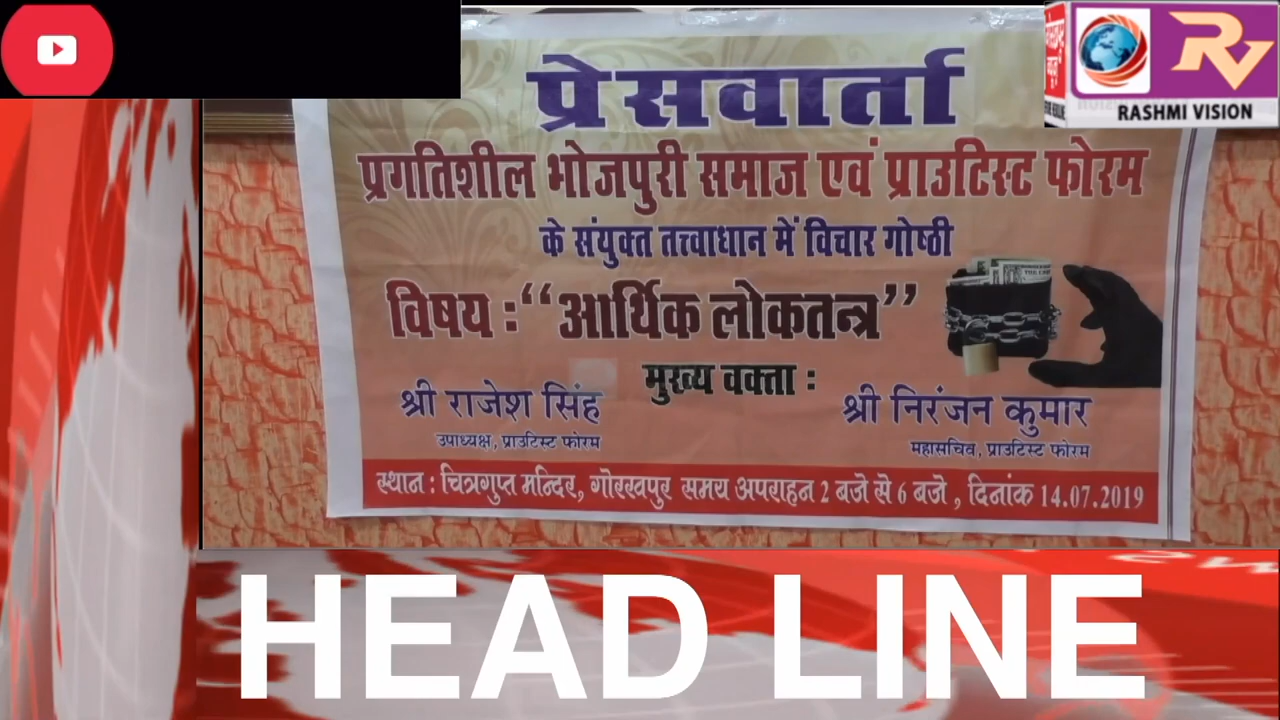 प्रेसवार्ता
प्रगतिशील भोजपुरी समाज एवं प्राउटिस्ट फोरम
के संयुक्त तत्त्वाधान में विचार गोष्ठी
विषय : “आर्थिक लोकतन्त्र”
मुख्य वक्ता :
श्री राजेश सिंह
उपाध्यक्ष, प्राउटिस्ट फोरम
श्री निरंजन कुमार
महासचिव, प्राउटिस्ट फोरम
स्थान : चित्रगुप्त मन्दिर, गोरखपुर समय अपराहन 2 बजे से 6 बजे , दिनांक 14.07.2019
RV
RASHMI VISION
HEAD LINE